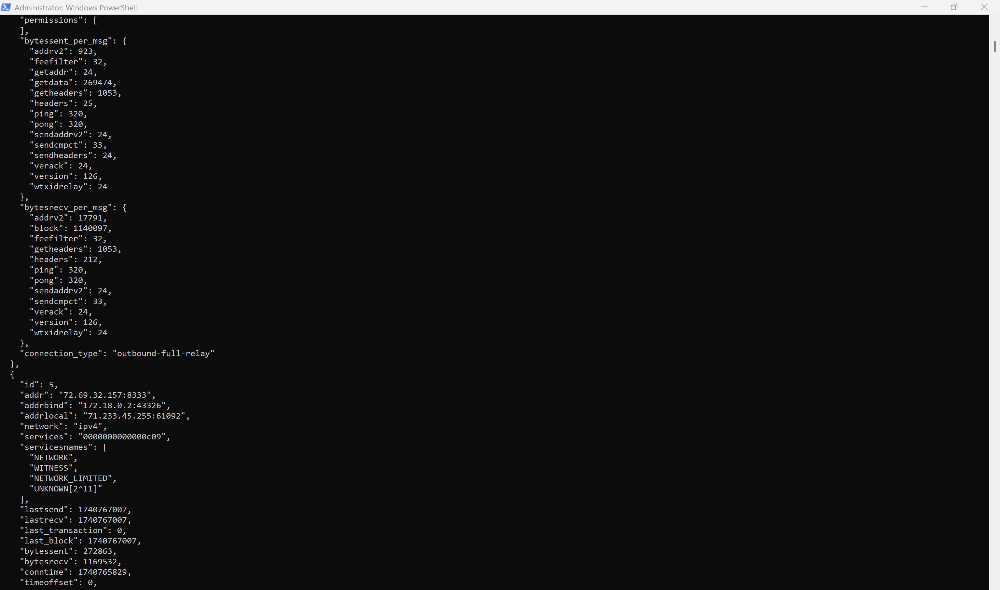 Administrator: Windows PowerShell
    "permissions": [
    ],
    "bytessent_per_msg": {
      "addrv2": 923,
      "feefilter": 32,
      "getaddr": 24,
      "getdata": 269474,
      "getheaders": 1053,
      "headers": 25,
      "ping": 320,
      "pong": 320,
      "sendaddrv2": 24,
      "sendcmpct": 33,
      "sendheaders": 24,
      "verack": 24,
      "version": 126,
      "wtxidrelay": 24
    },
    "bytesrecv_per_msg": {
      "addrv2": 17791,
      "block": 1140097,
      "feefilter": 32,
      "getheaders": 1053,
      "headers": 212,
      "ping": 320,
      "pong": 320,
      "sendaddrv2": 24,
      "sendcmpct": 33,
      "verack": 24,
      "version": 126,
      "wtxidrelay": 24
    },
    "connection_type": "outbound-full-relay"
  },
  {
    "id": 5,
    "addr": "72.69.32.157:8333",
    "addrbind": "172.18.0.2:43326",
    "addrlocal": "71.233.45.255:61092",
    "network": "ipv4",
    "services": "0000000000000c09",
    "servicesnames": [
      "NETWORK",
      "WITNESS",
      "NETWORK_LIMITED",
      "UNKNOWN[2^11]"
    ],
    "lastsend": 1740767007,
    "lastrecv": 1740767007,
    "last_transaction": 0,
    "last_block": 1740767007,
    "bytessent": 272863,
    "bytesrecv": 1169532,
    "conntime": 1740765829,
    "timeoffset": 0,